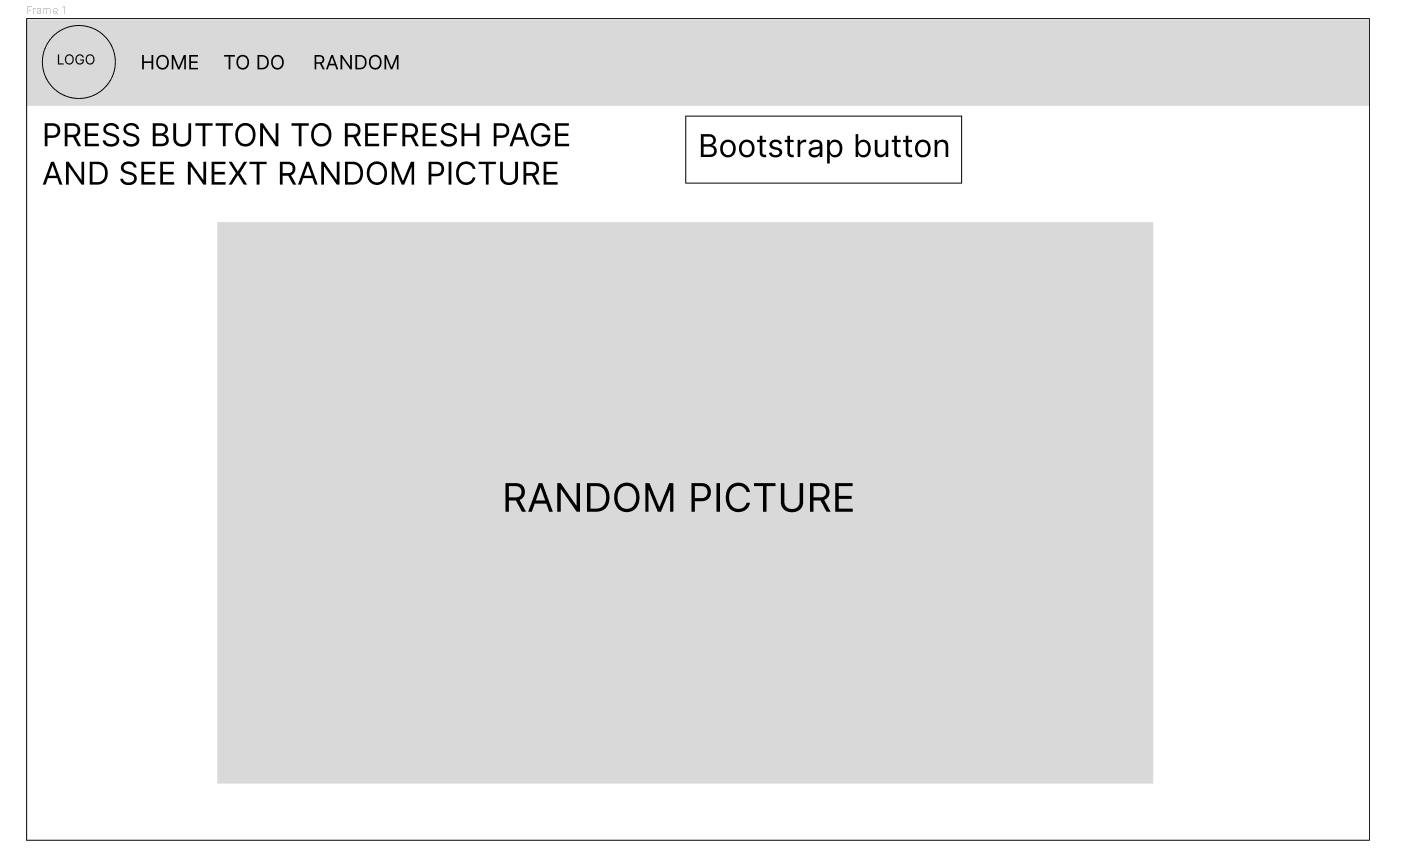 Frame 1
LOGO
HOME TO DO RANDOM
PRESS BUTTON TO REFRESH PAGE
AND SEE NEXT RANDOM PICTURE
Bootstrap button
RANDOM PICTURE